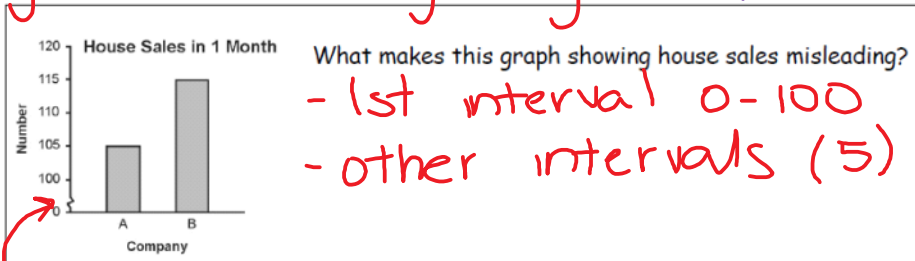 House Sales in 1 Month
120
115
110
105
100
0
Number
A B
Company
What makes this graph showing house sales misleading?
- 1st interval 0-100
- other intervals (5)